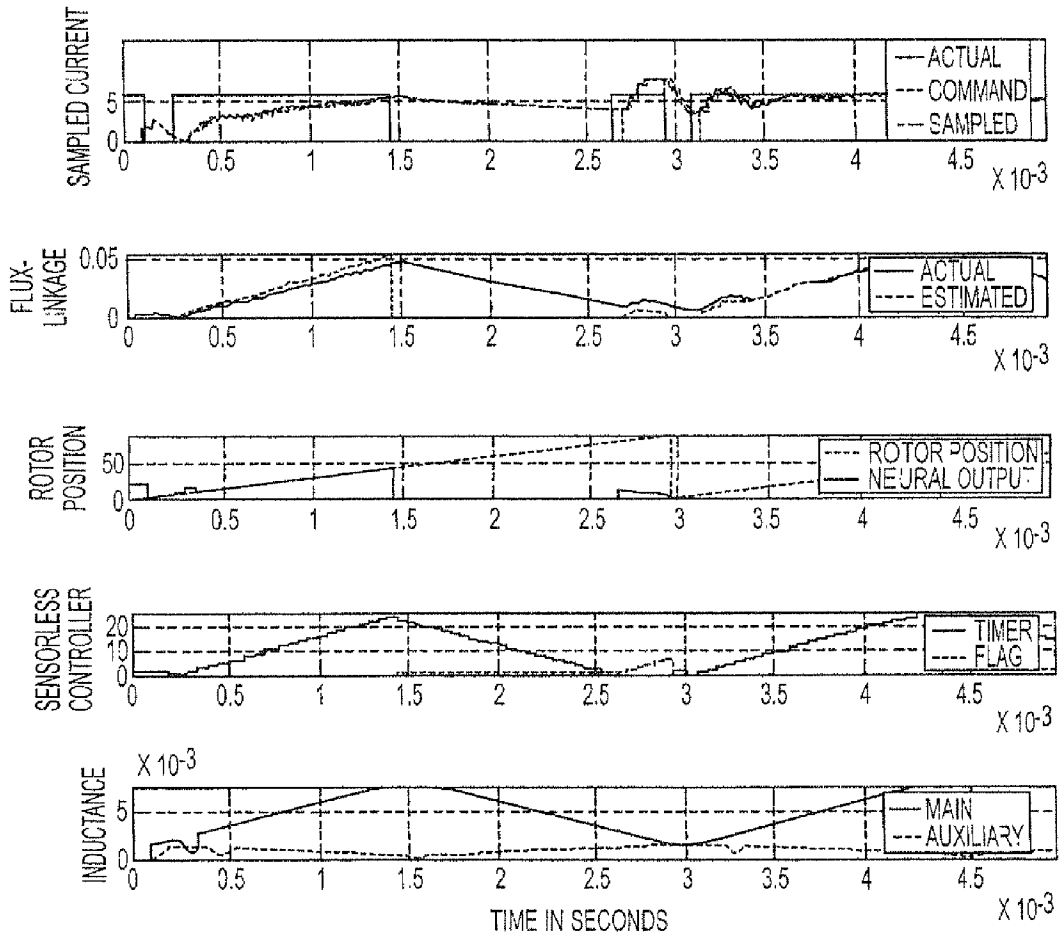 SAMPLED CURRENT
5
0
ACTUAL
COMMAND
SAMPLED
0 0.5 1 1.5 2 2.5 3 3.5 4 4.5
X 10-3
FLUX-
LINKAGE
0.05
0
ACTUAL
ESTIMATED
0 0.5 1 1.5 2 2.5 3 3.5 4 4.5
X 10-3
ROTOR
POSITION
50
0
ROTOR POSITION
NEURAL OUTPUT
0 0.5 1 1.5 2 2.5 3 3.5 4 4.5
X 10-3
SENSORLESS
CONTROLLER
20
10
0
TIMER
FLAG
0 0.5 1 1.5 2 2.5 3 3.5 4 4.5
X 10-3
X 10-3
INDUCTANCE
5
0
MAIN
AUXILIARY
0 0.5 1 1.5 2 2.5 3 3.5 4 4.5
TIME IN SECONDS
X 10-3